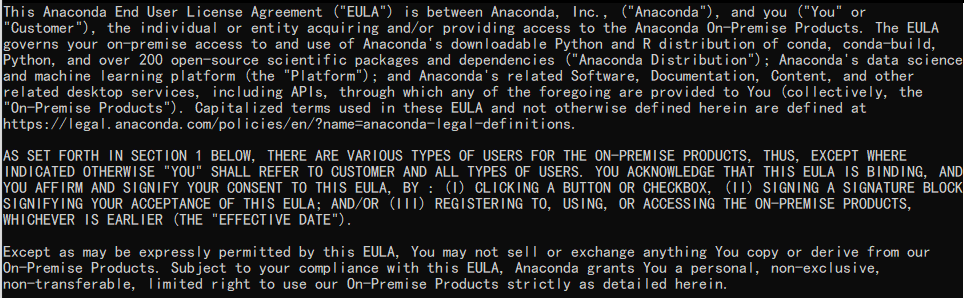 This Anaconda End User License Agreement ("EULA") is between Anaconda, Inc., ("Anaconda"), and you ("You" or
"Customer"), the individual or entity acquiring and/or providing access to the Anaconda On-Premise Products. The EULA
governs your on-premise access to and use of Anaconda's downloadable Python and R distribution of conda, conda-build,
Python, and over 200 open-source scientific packages and dependencies ("Anaconda Distribution"); Anaconda's data science
and machine learning platform (the "Platform"); and Anaconda's related Software, Documentation, Content, and other
related desktop services, including APIs, through which any of the foregoing are provided to You (collectively, the
"On-Premise Products"). Capitalized terms used in these EULA and not otherwise defined herein are defined at
https://legal.anaconda.com/policies/en/?name=anaconda-legal-definitions.
AS SET FORTH IN SECTION 1 BELOW, THERE ARE VARIOUS TYPES OF USERS FOR THE ON-PREMISE PRODUCTS, THUS, EXCEPT WHERE
INDICATED OTHERWISE "YOU" SHALL REFER TO CUSTOMER AND ALL TYPES OF USERS. YOU ACKNOWLEDGE THAT THIS EULA IS BINDING, AND
YOU AFFIRM AND SIGNIFY YOUR CONSENT TO THIS EULA, BY : (I) CLICKING A BUTTON OR CHECKBOX, (II) SIGNING A SIGNATURE BLOCK
SIGNIFYING YOUR ACCEPTANCE OF THIS EULA; AND/OR (III) REGISTERING TO, USING, OR ACCESSING THE ON-PREMISE PRODUCTS,
WHICHEVER IS EARLIER (THE "EFFECTIVE DATE").
Except as may be expressly permitted by this EULA, You may not sell or exchange anything You copy or derive from our
On-Premise Products. Subject to your compliance with this EULA, Anaconda grants You a personal, non-exclusive,
non-transferable, limited right to use our On-Premise Products strictly as detailed herein.